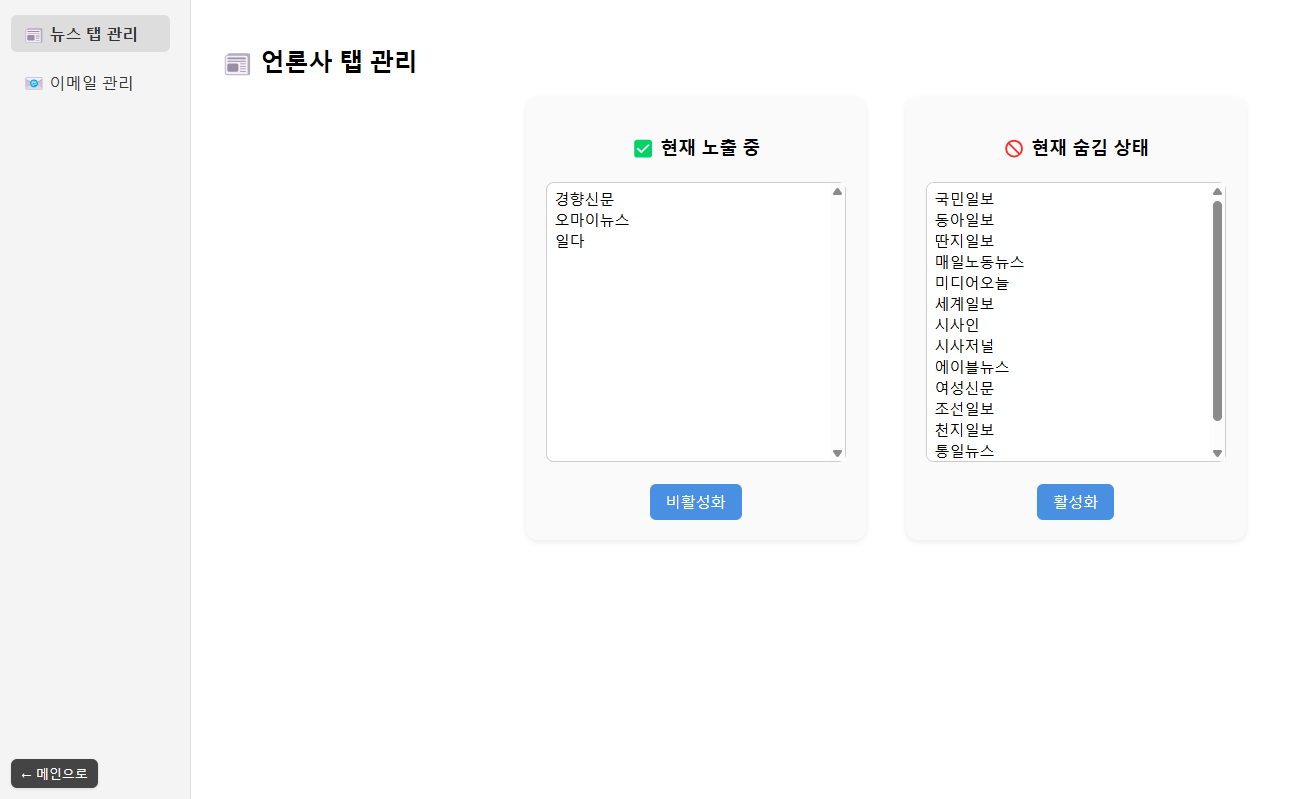 뉴스 탭 관리
이메일 관리
언론사 탭 관리
현재 노출 중
경향신문
오마이뉴스
일다
비활성화
현재 숨김 상태
국민일보
동아일보
딴지일보
매일노동뉴스
미디어오늘
세계일보
시사인
시사저널
에이블뉴스
여성신문
조선일보
천지일보
통일뉴스
활성화
← 메인으로